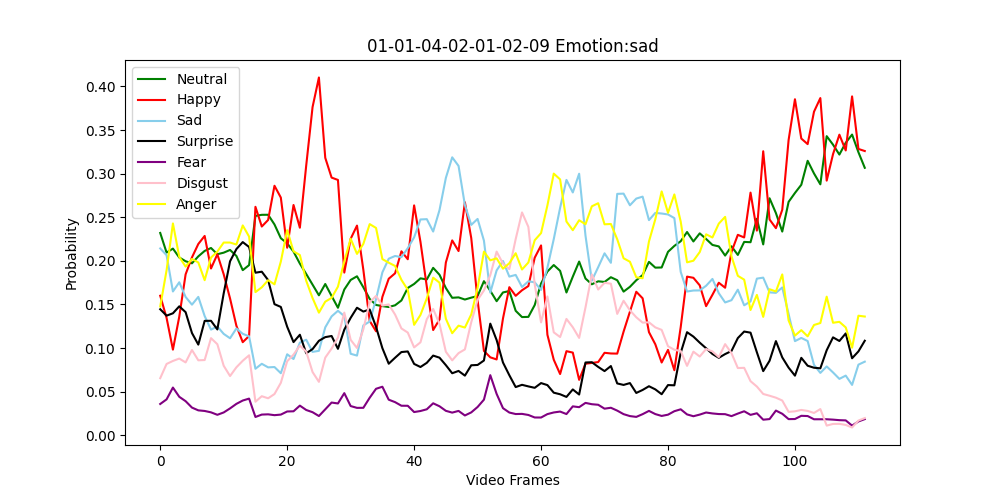 01-01-04-02-01-02-09 Emotion:sad
Probability
0.40
0.35
0.30
0.25
0.20
0.15
0.10
0.05
0.00
Neutral
Happy
Sad
Surprise
Fear
Disgust
Anger
0 20 40 60 80 100
Video Frames